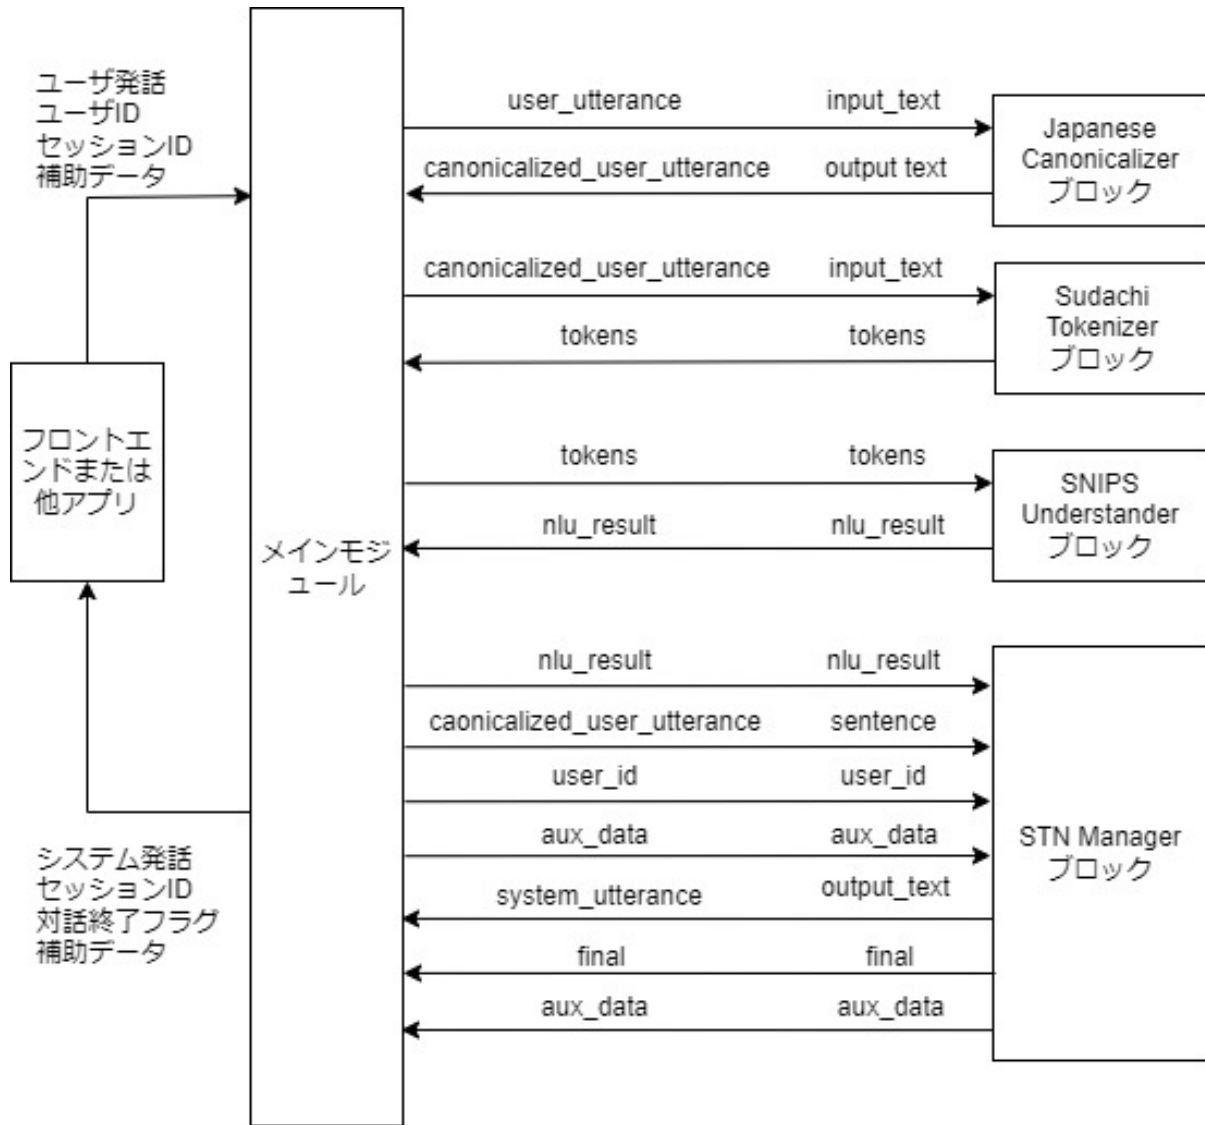 ユーザ発話
ユーザID
セッションID
補助データ
フロントエ
ンドまたは
他アプリ
システム発話
セッションID
対話終了フラグ
補助データ
メインモジ
ュール
user_utterance input_text
canonicalized_user_utterance output text
Japanese
Canonicalizer
ブロック
canonicalized_user_utterance input_text
tokens tokens
Sudachi
Tokenizer
ブロック
tokens tokens
nlu_result nlu_result
SNIPS
Understander
ブロック
nlu_result nlu_result
caonicalized_user_utterance sentence
user_id user_id
aux_data aux_data
system_utterance output_text
final final
aux_data aux_data
STN Manager
ブロック